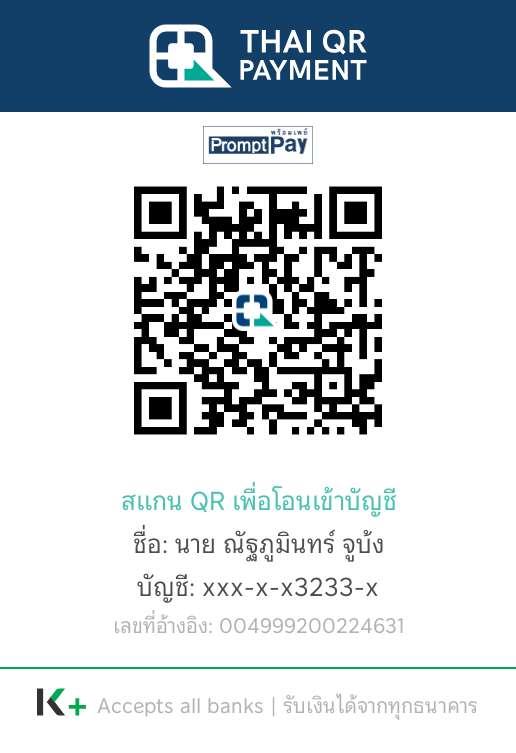 THAI QR
PAYMENT
พร้อมเพย์
PromptPay
สแกน QR เพื่อโอนเข้าบัญชี
ชื่อ: นาย ณัฐภูมินทร์ จูบ้ง
บัญชี: xxx-x-x3233-x
เลขที่อ้างอิง: 004999200224631
K+ Accepts all banks | รับเงินได้จากทุกธนาคาร